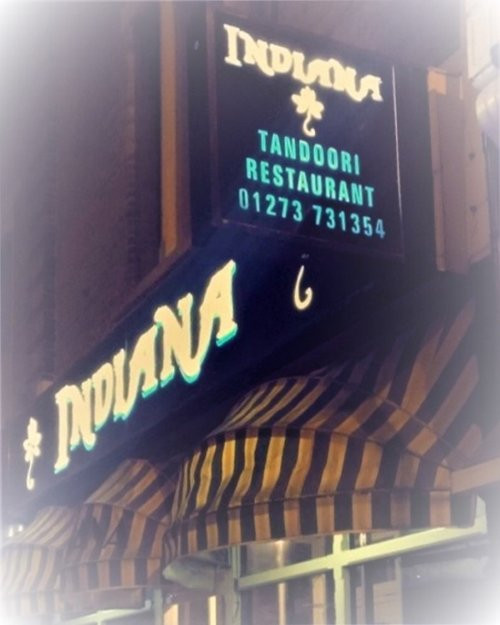 INDIANA
TANDOORI
RESTAURANT
01273 731354
INDIANA